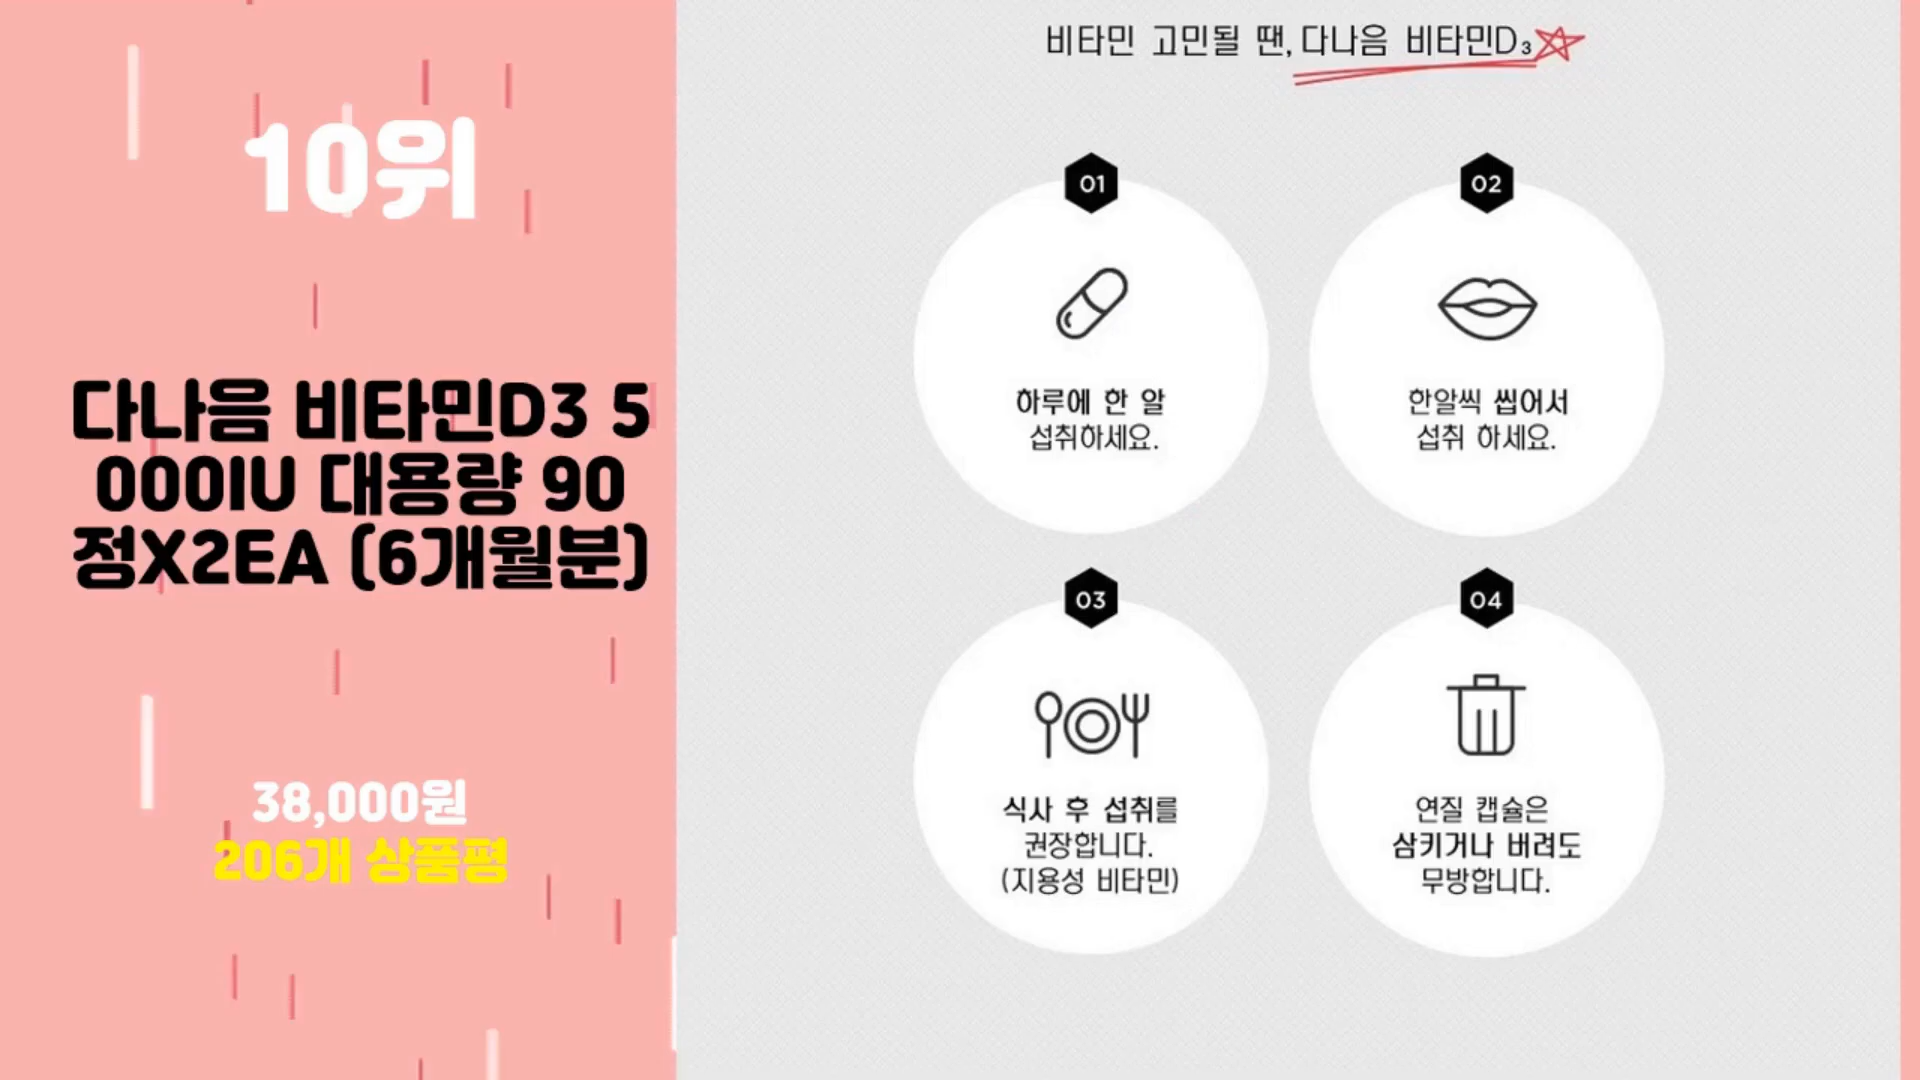 10위
다나음 비타민D3 5
000IU 대용량 90
정X2EA (6개월분)
38,000원
206개 상품평
비타민 고민될 땐, 다나음 비타민D₃
01
하루에 한 알
섭취하세요.
02
한알씩 씹어서
섭취 하세요.
03
식사 후 섭취를
권장합니다.
(지용성 비타민)
04
연질 캡슐은
삼키거나 버려도
무방합니다.